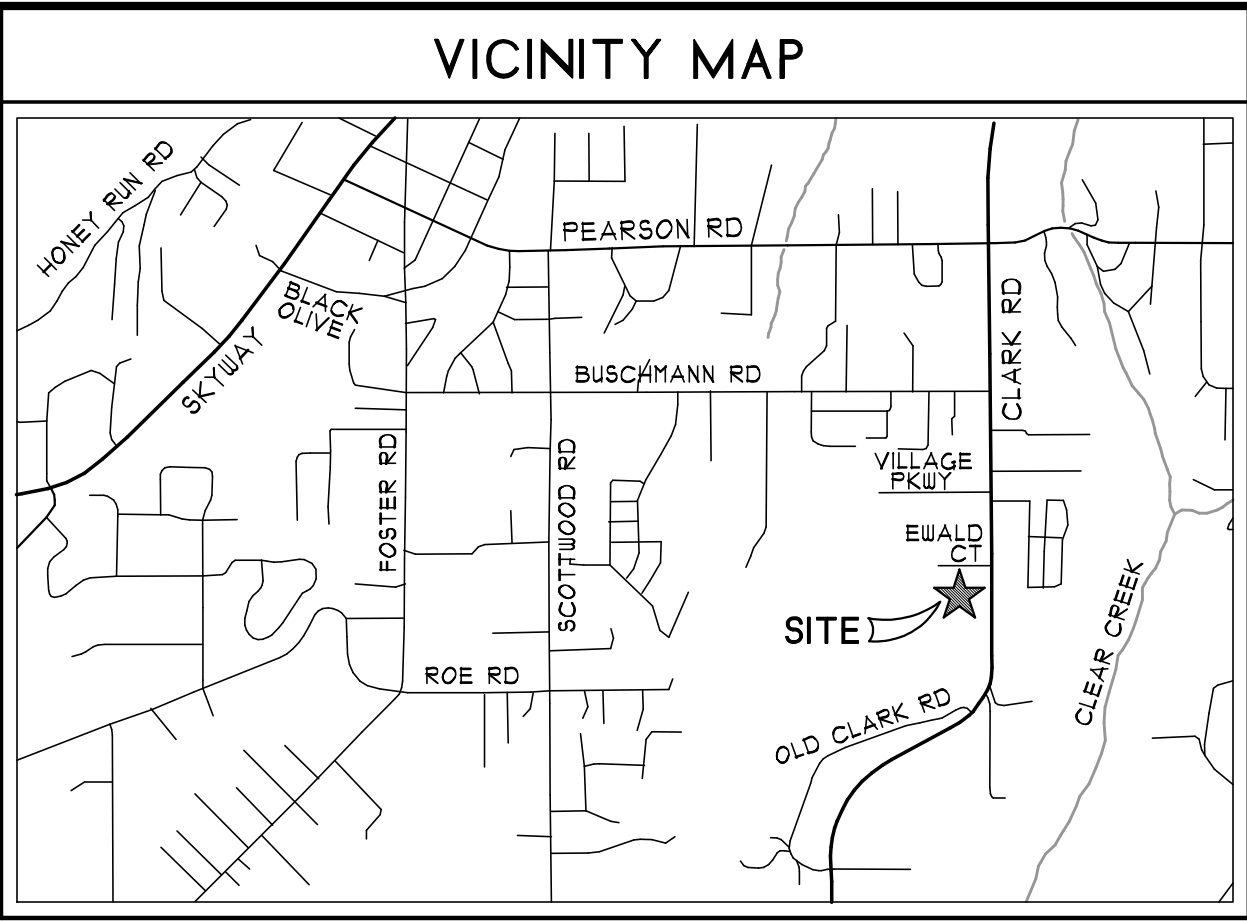 VICINITY MAP
HONEY RUN RD
PEARSON RD
BLACK
OLIVE
SKYWAY
CLARK RD
BUSCHMANN RD
FOSTER RD
SCOTTWOOD RD
VILLAGE
PKWY
EWALD
CT
SITE
CLEAR CREEK
ROE RD
OLD CLARK RD